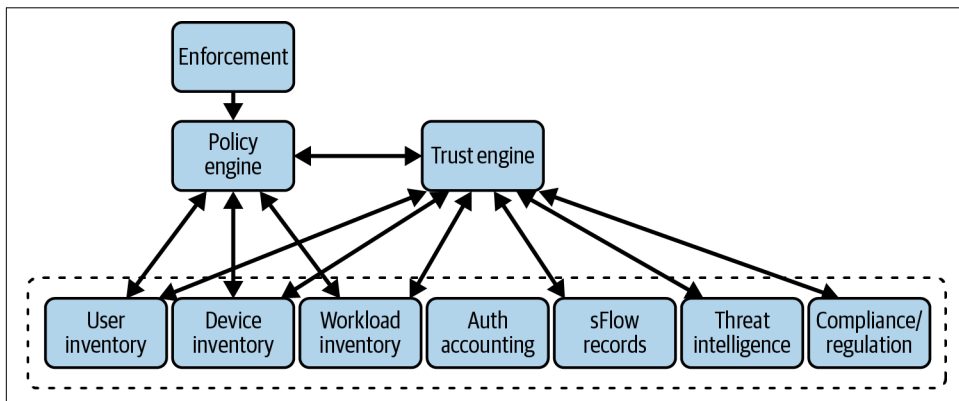 Enforcement
Policy
engine
Trust engine
User
inventory
Device
inventory
Workload
inventory
Auth
accounting
sFlow
records
Threat
intelligence
Compliance/
regulation